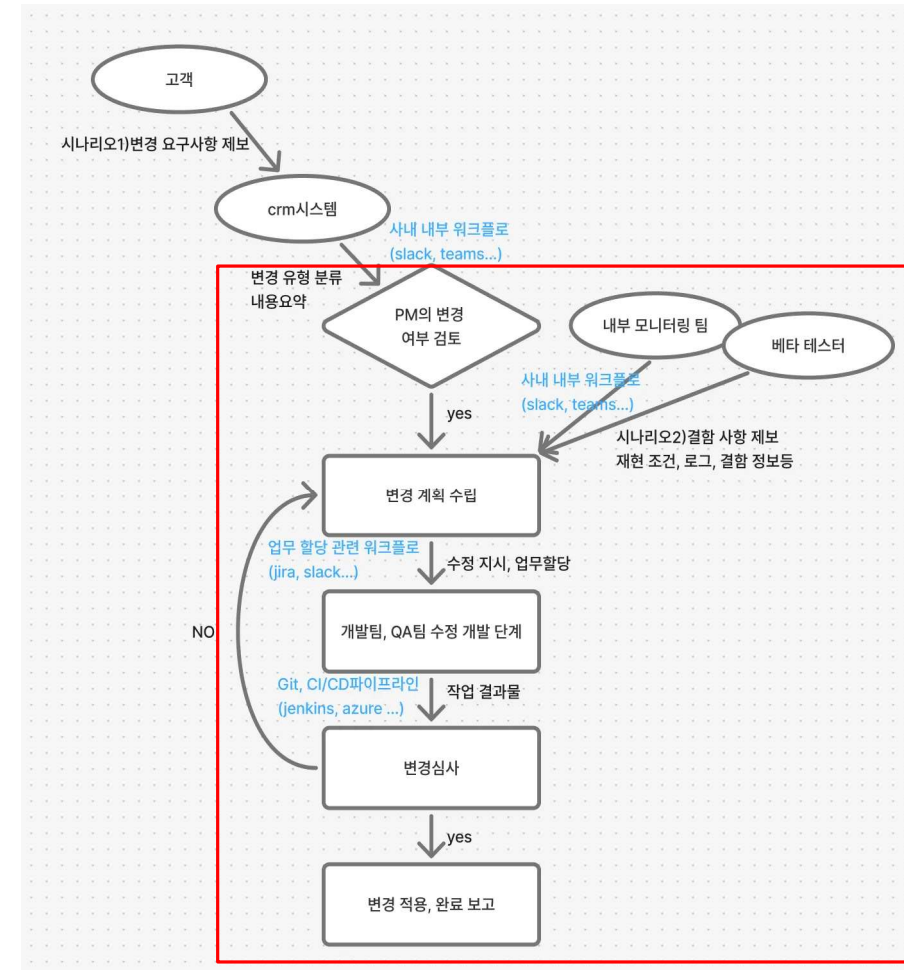 고객
시나리오1)변경 요구사항 제보
crm시스템
사내 내부 워크플로
(slack, teams...)
변경 유형 분류
내용요약
PM의 변경
여부 검토
내부 모니터링 팀
베타 테스터
사내 내부 워크플로
(slack, teams...)
yes
시나리오2)결함 사항 제보
재현 조건, 로그, 결함 정보등
변경 계획 수립
업무 할당 관련 워크플로
(jira, slack...)
수정 지시, 업무할당
NO
개발팀, QA팀 수정 개발 단계
Git, CI/CD파이프라인
(jenkins, azure ...)
작업 결과물
변경심사
yes
변경 적용, 완료 보고